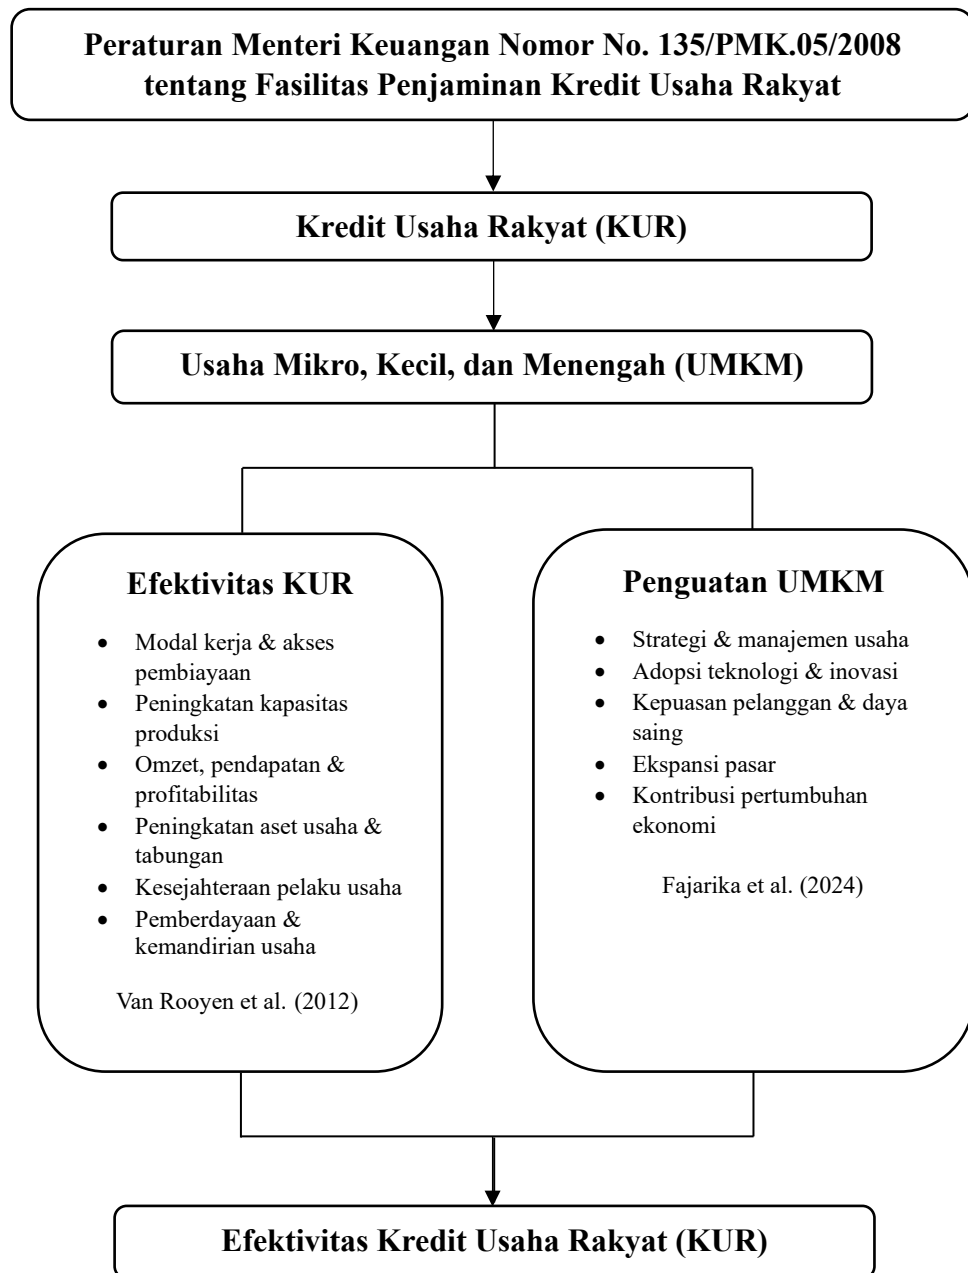 Peraturan Menteri Keuangan Nomor No. 135/PMK.05/2008
tentang Fasilitas Penjaminan Kredit Usaha Rakyat
Kredit Usaha Rakyat (KUR)
Usaha Mikro, Kecil, dan Menengah (UMKM)
Efektivitas KUR
• Modal kerja & akses
pembiayaan
• Peningkatan kapasitas
produksi
• Omzet, pendapatan &
profitabilitas
• Peningkatan aset usaha &
tabungan
• Kesejahteraan pelaku usaha
• Pemberdayaan &
kemandirian usaha
Van Rooyen et al. (2012)
Penguatan UMKM
• Strategi & manajemen usaha
• Adopsi teknologi & inovasi
• Kepuasan pelanggan & daya
saing
• Ekspansi pasar
• Kontribusi pertumbuhan
ekonomi
Fajarika et al. (2024)
Efektivitas Kredit Usaha Rakyat (KUR)